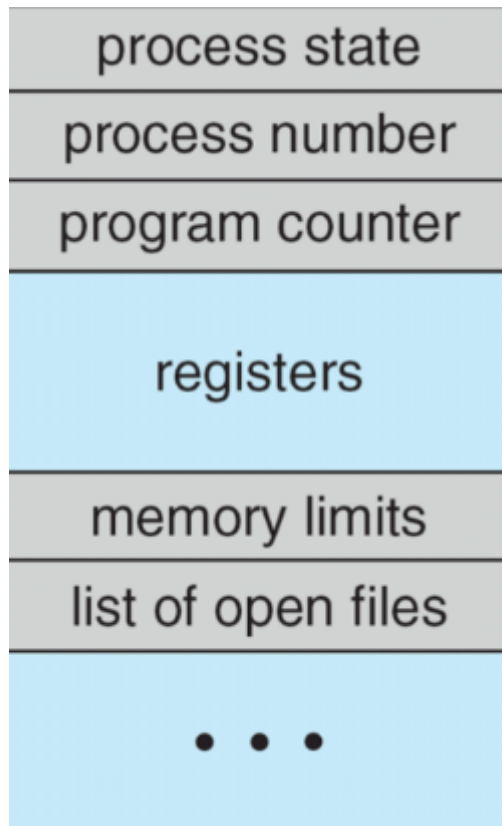 process state
process number
program counter
registers
memory limits
list of open files
• • •